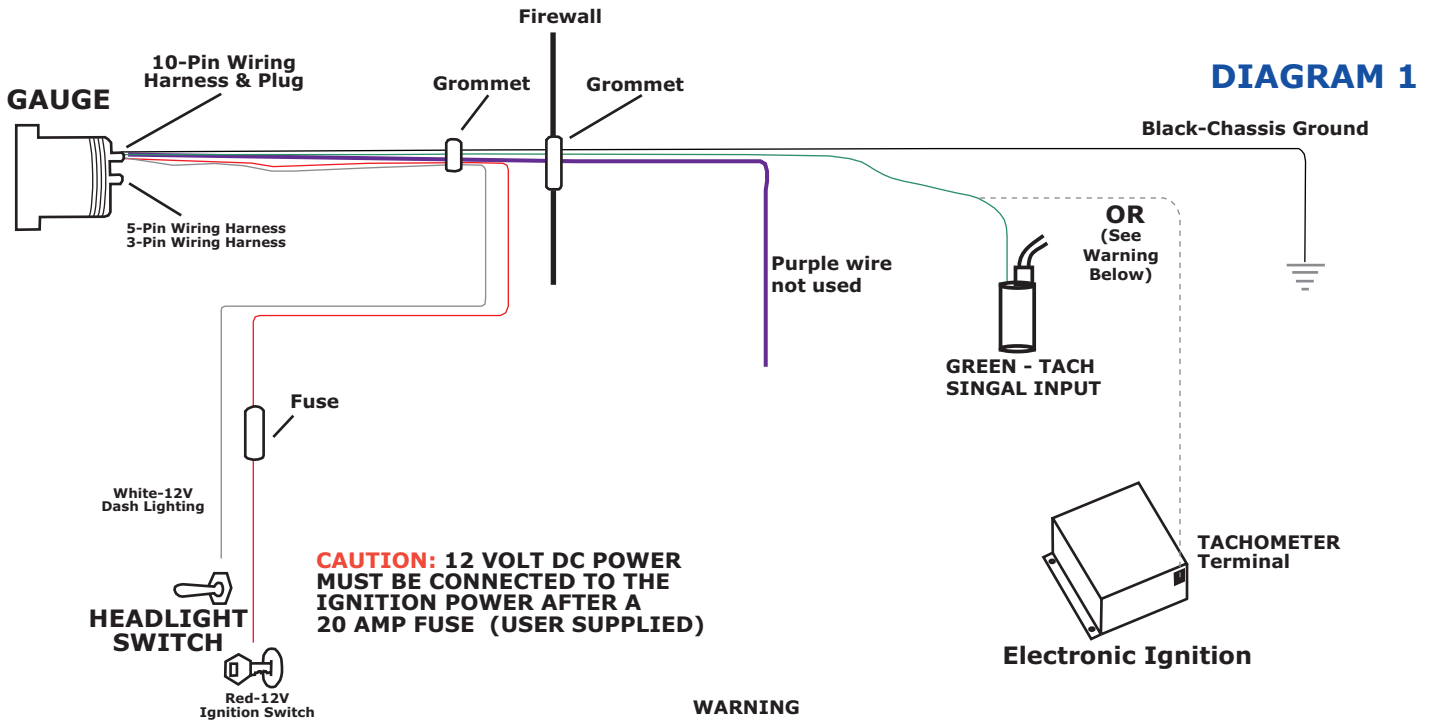 Firewall
10-Pin Wiring
Harness & Plug
Grommet
Grommet
DIAGRAM 1
GAUGE
Black-Chassis Ground
5-Pin Wiring Harness
3-Pin Wiring Harness
OR
(See
Warning
Below)
Purple wire
not used
GREEN - TACH
SINGAL INPUT
Fuse
White-12V
Dash Lighting
CAUTION: 12 VOLT DC POWER
MUST BE CONNECTED TO THE
IGNITION POWER AFTER A
20 AMP FUSE (USER SUPPLIED)
TACHOMETER
Terminal
HEADLIGHT
SWITCH
Electronic Ignition
Red-12V
Ignition Switch
WARNING